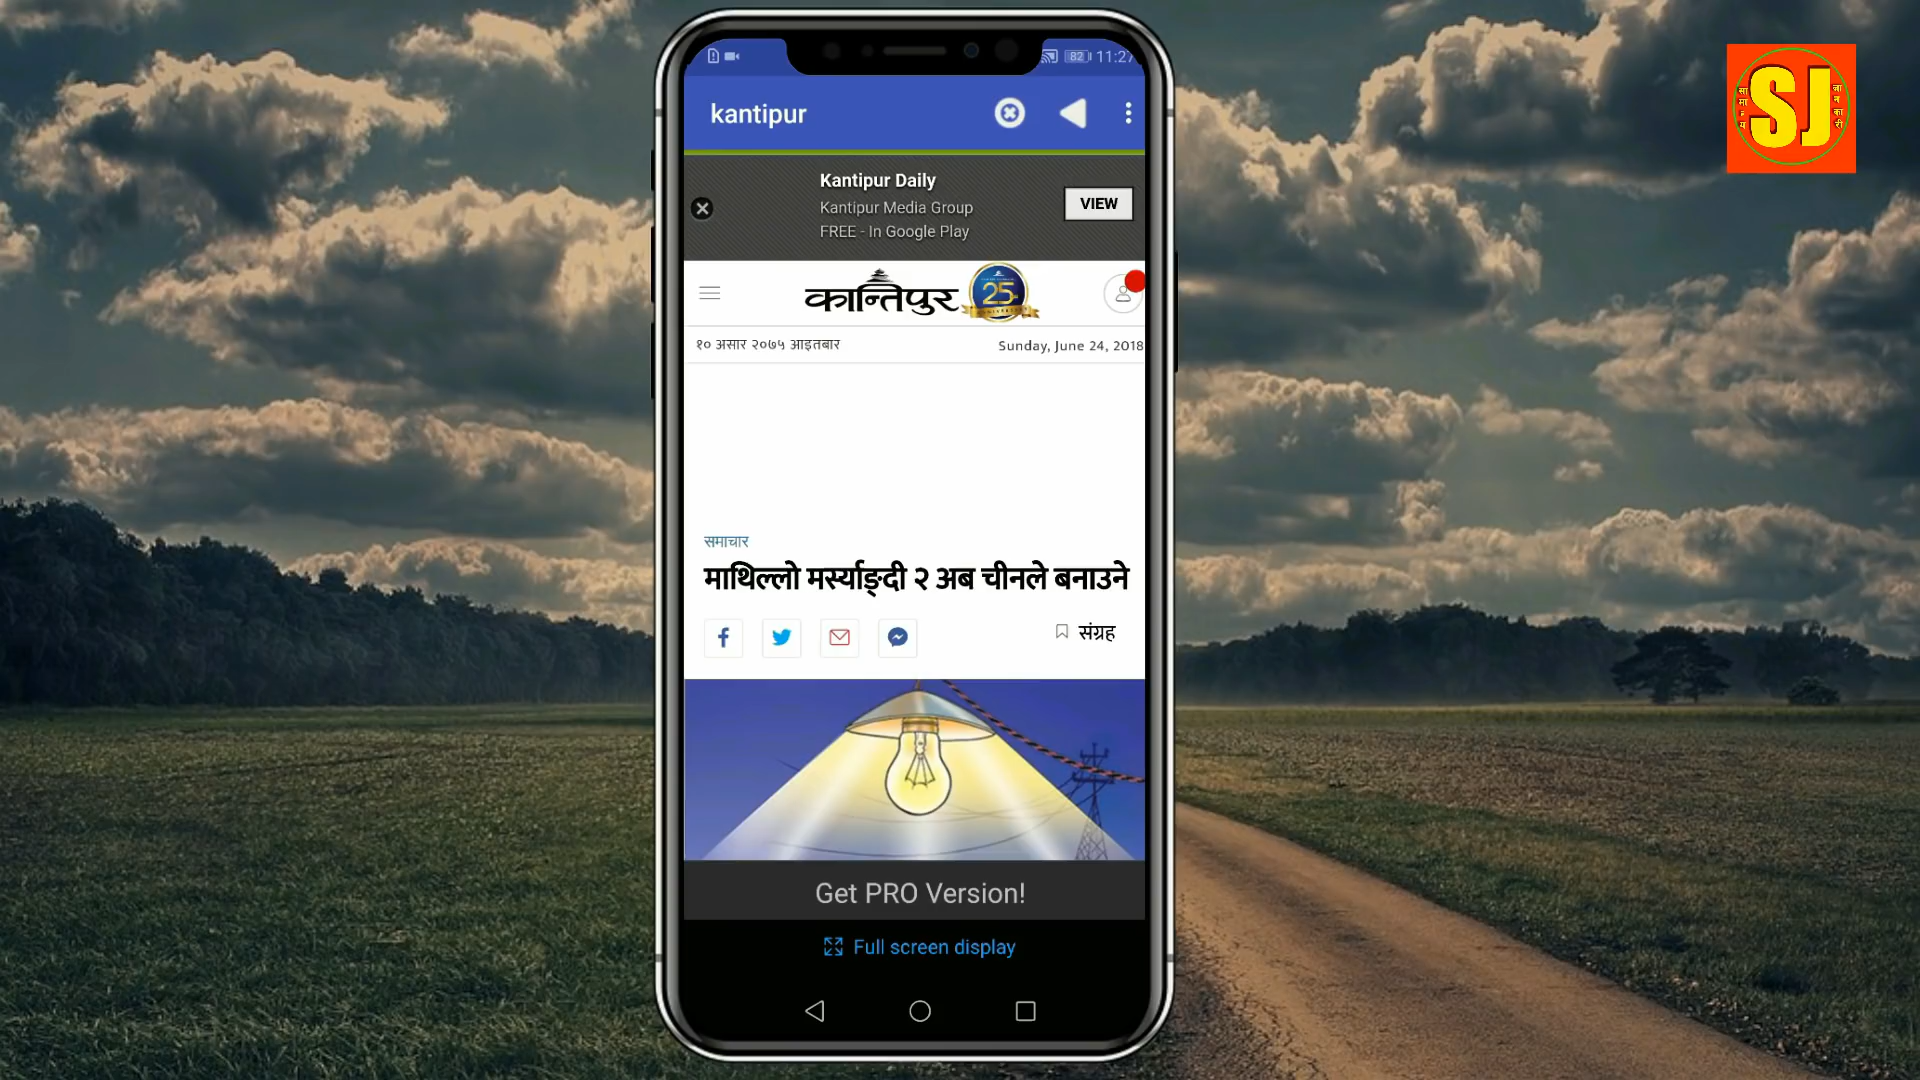 82 11:27
kantipur
Kantipur Daily
Kantipur Media Group
FREE - In Google Play
VIEW
कान्तिपुर
25
१० असार २०७५ आइतबार
Sunday, June 24, 2018
समाचार
माथिल्लो मर्स्याङ्दी २ अब चीनले बनाउने
संग्रह
Get PRO Version!
Full screen display
सामान्य
SJ
जानकारी